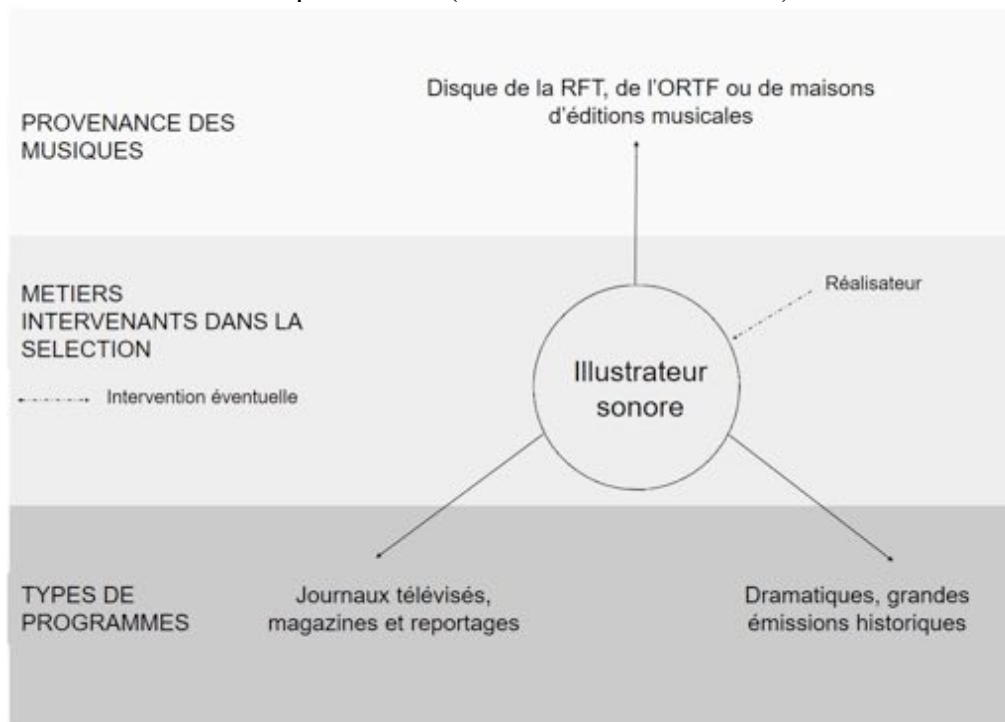 Disque de la RFT, de l'ORTF ou de maisons
d'éditions musicales
PROVENANCE DES
MUSIQUES
Réalisateur
METIERS
INTERVENANTS DANS LA
SELECTION
Intervention éventuelle
Illustrateur
sonore
TYPES DE
PROGRAMMES
Journaux télévisés,
magazines et reportages
Dramatiques, grandes
émissions historiques